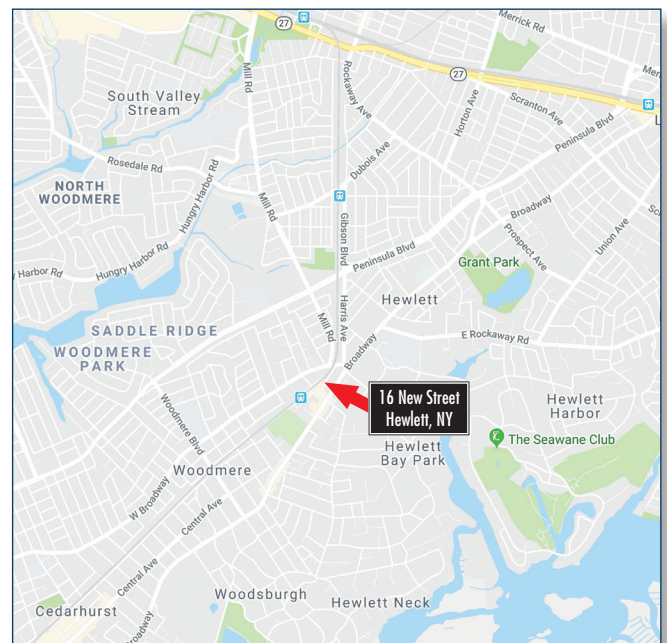 27
Merrick Rd
Mer
27
South Valley
Stream
Mill Rd
Rockaway Ave
Horton Ave
Scranton Ave
L
Peninsula Blvd
Dubois Ave
Rosedale Rd
NORTH
WOODMERE
Hungry Harbor Rd
Mill Rd
Gibson Blvd
Broadway
Sc
Union Ave
Prospect Ave
Peninsula Blvd
Grant Park
Harbor Rd
Hungry Harbor Rd
Hewlett
Harris Ave
SADDLE RIDGE
Mill Rd
E Rockaway Rd
WOODMERE
PARK
Broadway
16 New Street
Hewlett, NY
Hewlett
Harbor
Woodmere Blvd
The Seawane Club
Hewlett
Bay Park
Woodmere
W Broadway
Central Ave
Central Ave
Woodsburgh
Hewlett Neck
Cedarhurst
Broadway